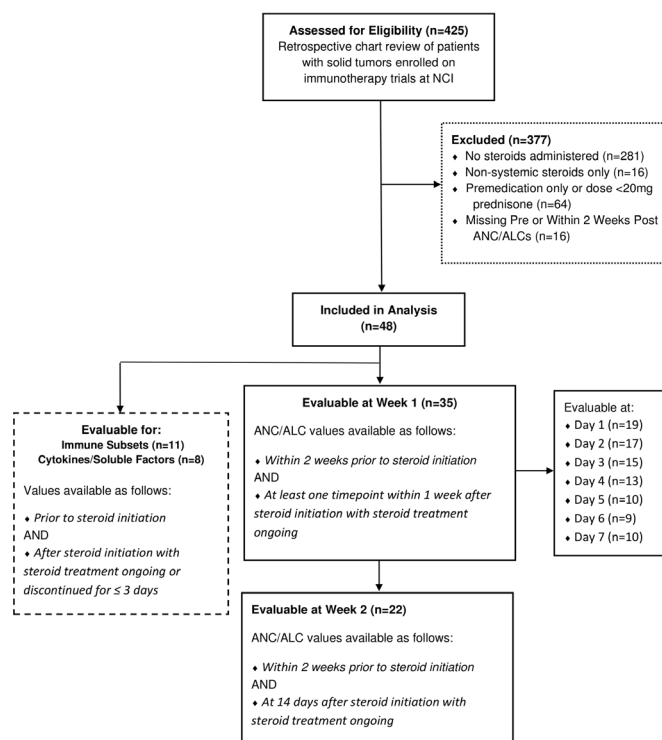 Assessed for Eligibility (n=425)
Retrospective chart review of patients
with solid tumors enrolled on
immunotherapy trials at NCI
Excluded (n=377)
♦ No steroids administered (n=281)
♦ Non-systemic steroids only (n=16)
♦ Premedication only or dose <20mg
prednisone (n=64)
♦ Missing Pre or Within 2 Weeks Post
ANC/ALCs (n=16)
Included in Analysis
(n=48)
Evaluable for:
Immune Subsets (n=11)
Cytokines/Soluble Factors (n=8)
Values available as follows:
♦ Prior to steroid initiation
AND
♦ After steroid initiation with
steroid treatment ongoing or
discontinued for ≤ 3 days
Evaluable at Week 1 (n=35)
ANC/ALC values available as follows:
♦ Within 2 weeks prior to steroid initiation
AND
♦ At least one timepoint within 1 week after
steroid initiation with steroid treatment
ongoing
Evaluable at:
♦ Day 1 (n=19)
♦ Day 2 (n=17)
♦ Day 3 (n=15)
♦ Day 4 (n=13)
♦ Day 5 (n=10)
♦ Day 6 (n=9)
♦ Day 7 (n=10)
Evaluable at Week 2 (n=22)
ANC/ALC values available as follows:
♦ Within 2 weeks prior to steroid initiation
AND
♦ At 14 days after steroid initiation with
steroid treatment ongoing